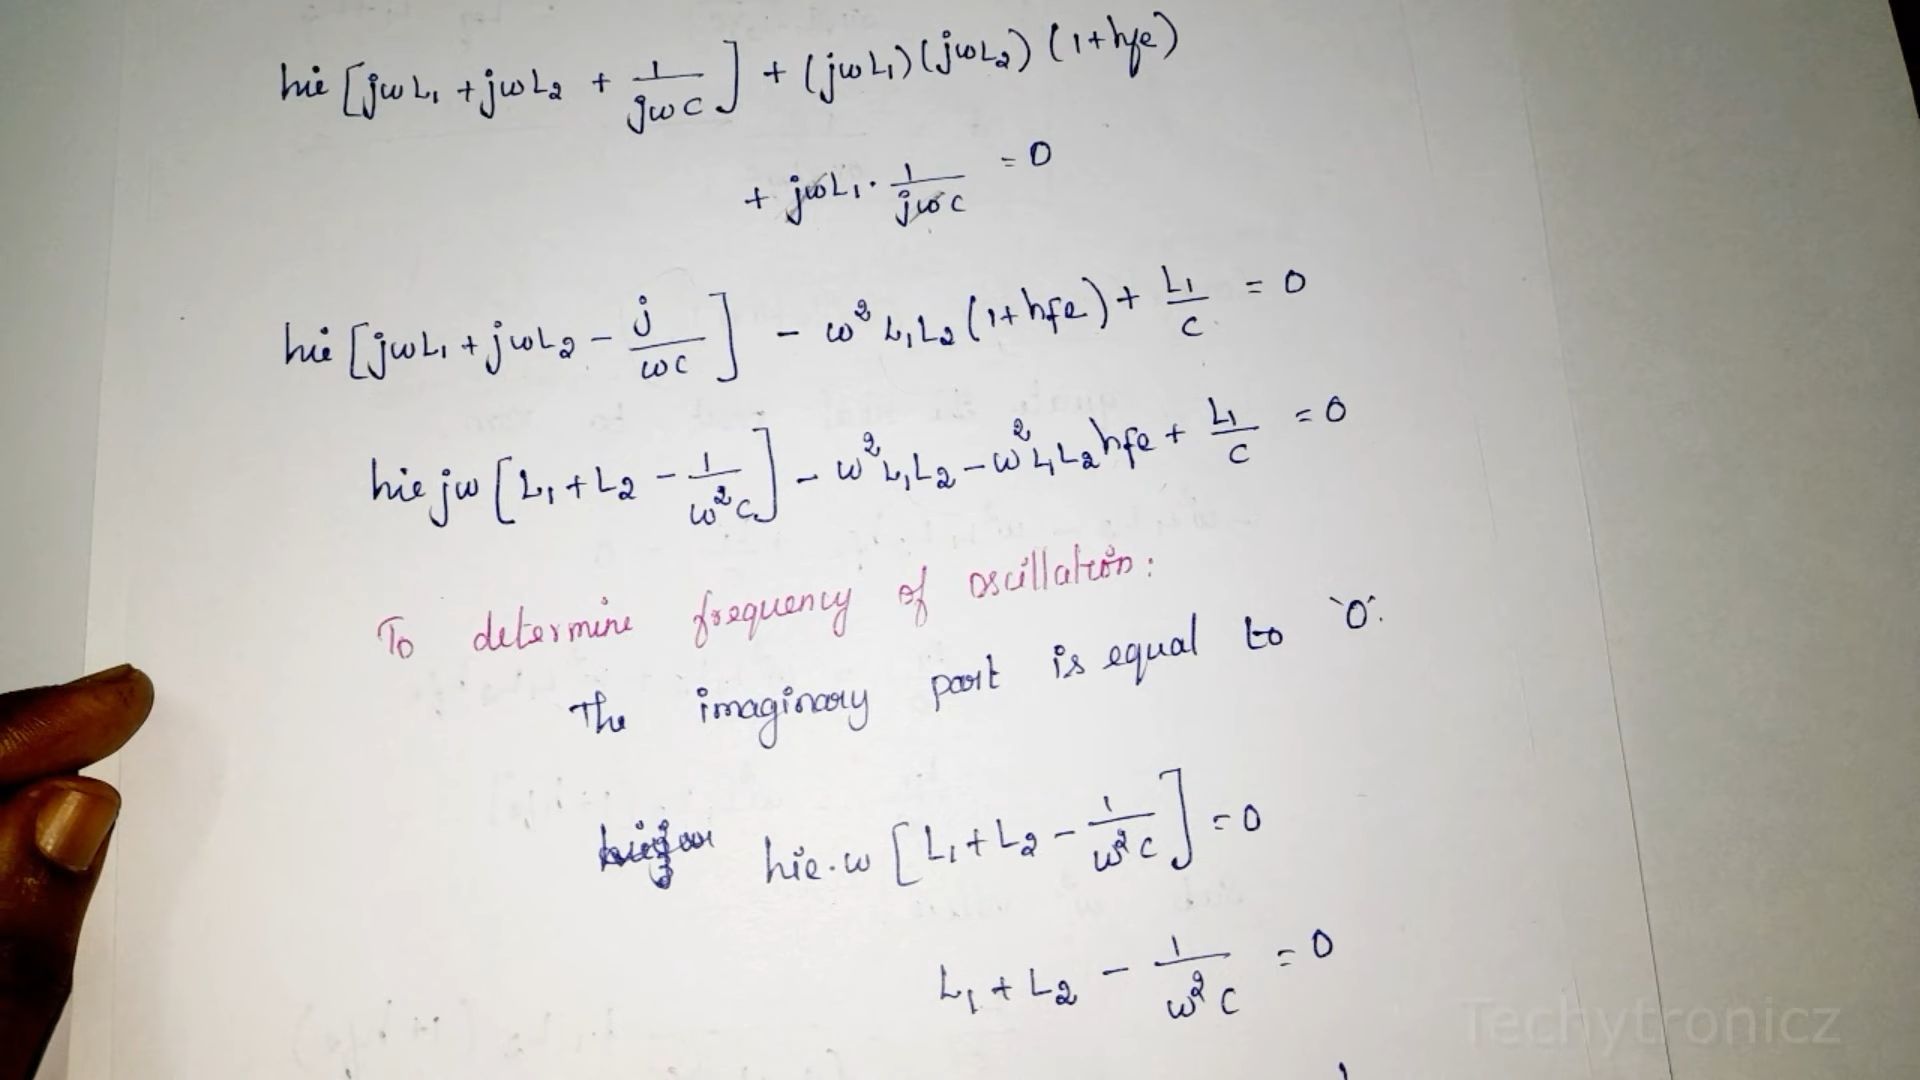 hie [jωL₁ + jωL₂ + 1/jωC] + (jωL₁)(jωL₂)(1+hfe)
+ jωL₁ · 1/jωC = 0
hie [jωL₁ + jωL₂ - j/ωC] - ω²L₁L₂(1+hfe) + L₁/C = 0
hie jω [L₁ + L₂ - 1/ω²C] - ω²L₁L₂ - ω²L₁L₂hfe + L₁/C = 0
To determine frequency of oscillation:
The imaginary part is equal to '0'.
hie·ω [L₁ + L₂ - 1/ω²C] = 0
L₁ + L₂ - 1/ω²C = 0
Techytronicz